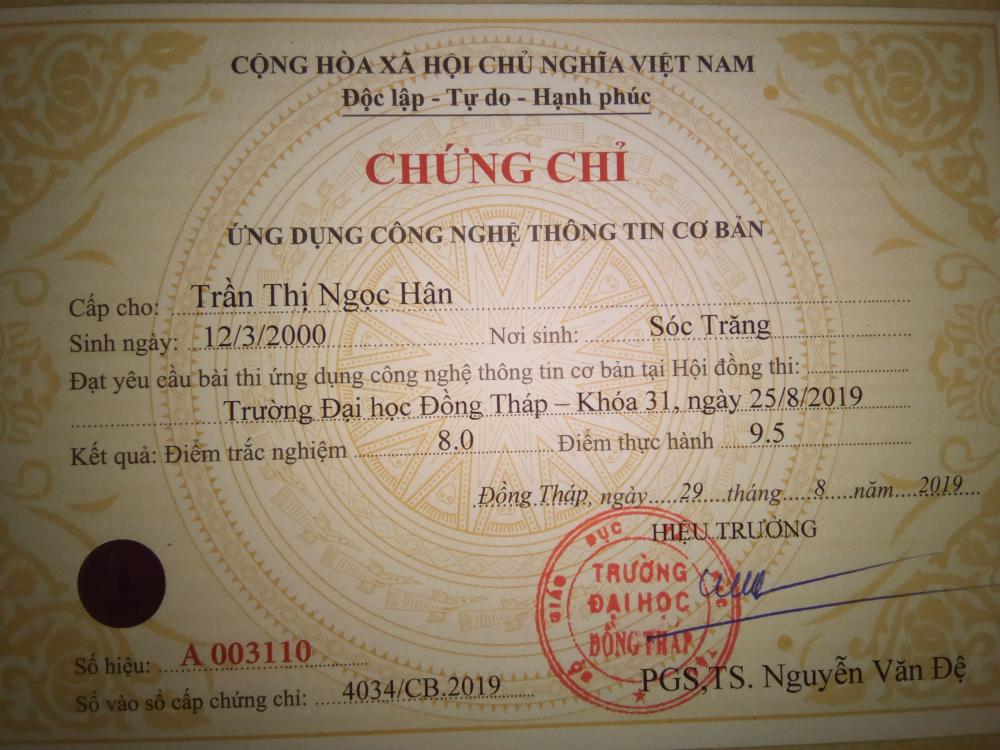 CỘNG HÒA XÃ HỘI CHỦ NGHĨA VIỆT NAM
Độc lập - Tự do - Hạnh phúc
CHỨNG CHỈ
ỨNG DỤNG CÔNG NGHỆ THÔNG TIN CƠ BẢN
Cấp cho: Trần Thị Ngọc Hân
Sinh ngày: 12/3/2000 Nơi sinh: Sóc Trăng
Đạt yêu cầu bài thi ứng dụng công nghệ thông tin cơ bản tại Hội đồng thi:
Trường Đại học Đồng Tháp – Khóa 31, ngày 25/8/2019
Kết quả: Điểm trắc nghiệm 8.0 Điểm thực hành 9.5
Đồng Tháp, ngày 29 tháng 8 năm 2019
HIỆU TRƯỞNG
GIÁO DỤC
TRƯỜNG
ĐẠI HỌC
ĐỒNG THÁP
PGS,TS. Nguyễn Văn Đệ
Số hiệu: A 003110
Số vào sổ cấp chứng chỉ: 4034/CB.2019